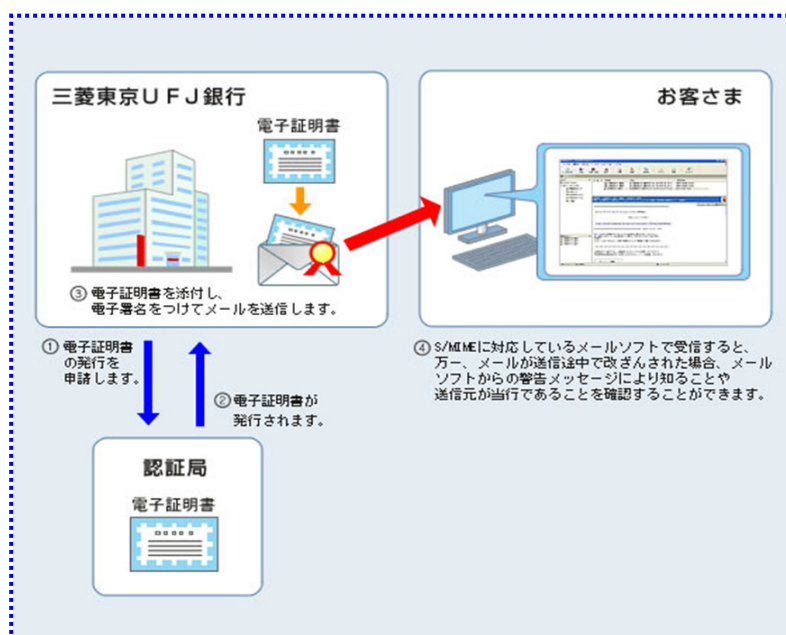 三菱東京UFJ銀行
電子証明書
③電子証明書を添付し、
電子署名をつけてメールを送信します。
お客さま
①電子証明書
の発行を
申請します。
②電子証明書が
発行されます。
④S/MIMEに対応しているメールソフトで受信すると、
万一、メールが送信途中で改ざんされた場合、メール
ソフトからの警告メッセージにより知ることや
送信元が当行であることを確認することができます。
認証局
電子証明書